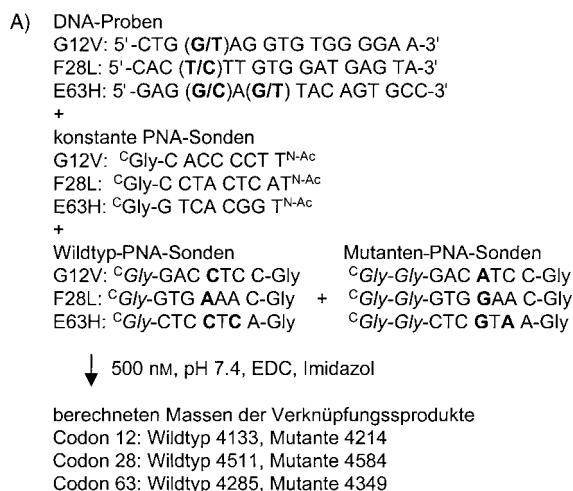 A) DNA-Proben
G12V: 5'-CTG (G/T)AG GTG TGG GGA A-3'
F28L: 5'-CAC (T/C)TT GTG GAT GAG TA-3'
E63H: 5'-GAG (G/C)A(G/T) TAC AGT GCC-3'
+
konstante PNA-Sonden
G12V: ᶜGly-C ACC CCT Tᴺ⁻ᴬᶜ
F28L: ᶜGly-C CTA CTC ATᴺ⁻ᴬᶜ
E63H: ᶜGly-G TCA CGG Tᴺ⁻ᴬᶜ
+
Wildtyp-PNA-Sonden Mutanten-PNA-Sonden
G12V: ᶜGly-GAC CTC C-Gly ᶜGly-Gly-GAC ATC C-Gly
F28L: ᶜGly-GTG AAA C-Gly + ᶜGly-Gly-GTG GAA C-Gly
E63H: ᶜGly-CTC CTC A-Gly ᶜGly-Gly-CTC GTA A-Gly
500 nM, pH 7.4, EDC, Imidazol
berechneten Massen der Verknüpfungssprodukte
Codon 12: Wildtyp 4133, Mutante 4214
Codon 28: Wildtyp 4511, Mutante 4584
Codon 63: Wildtyp 4285, Mutante 4349